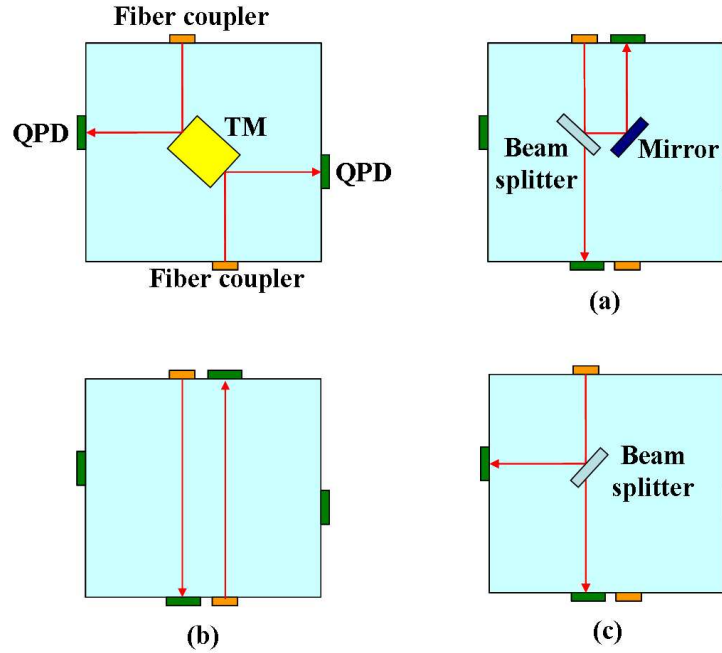 Fiber coupler
QPD
TM
QPD
Fiber coupler
Beam
splitter
Mirror
(a)
(b)
Beam
splitter
(c)